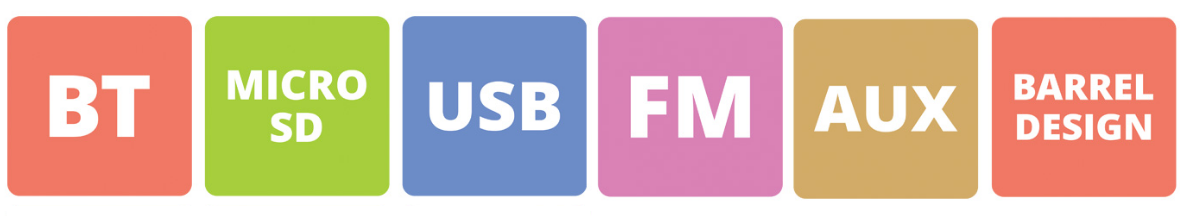 BT
MICRO
SD
USB
FM
AUX
BARREL
DESIGN